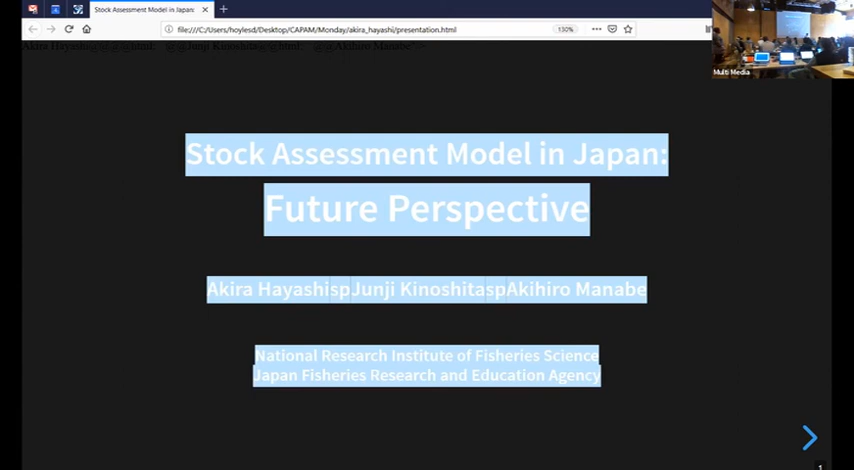 Stock Assessment Model in Japan:
file:///C:/Users/hoylesd/Desktop/CAPAM/Monday/akira_hayashi/presentation.html
130%
Multi Media
Stock Assessment Model in Japan:
Future Perspective
Akira HayashispJunji KinoshitaspAkihiro Manabe
National Research Institute of Fisheries Science
Japan Fisheries Research and Education Agency
1